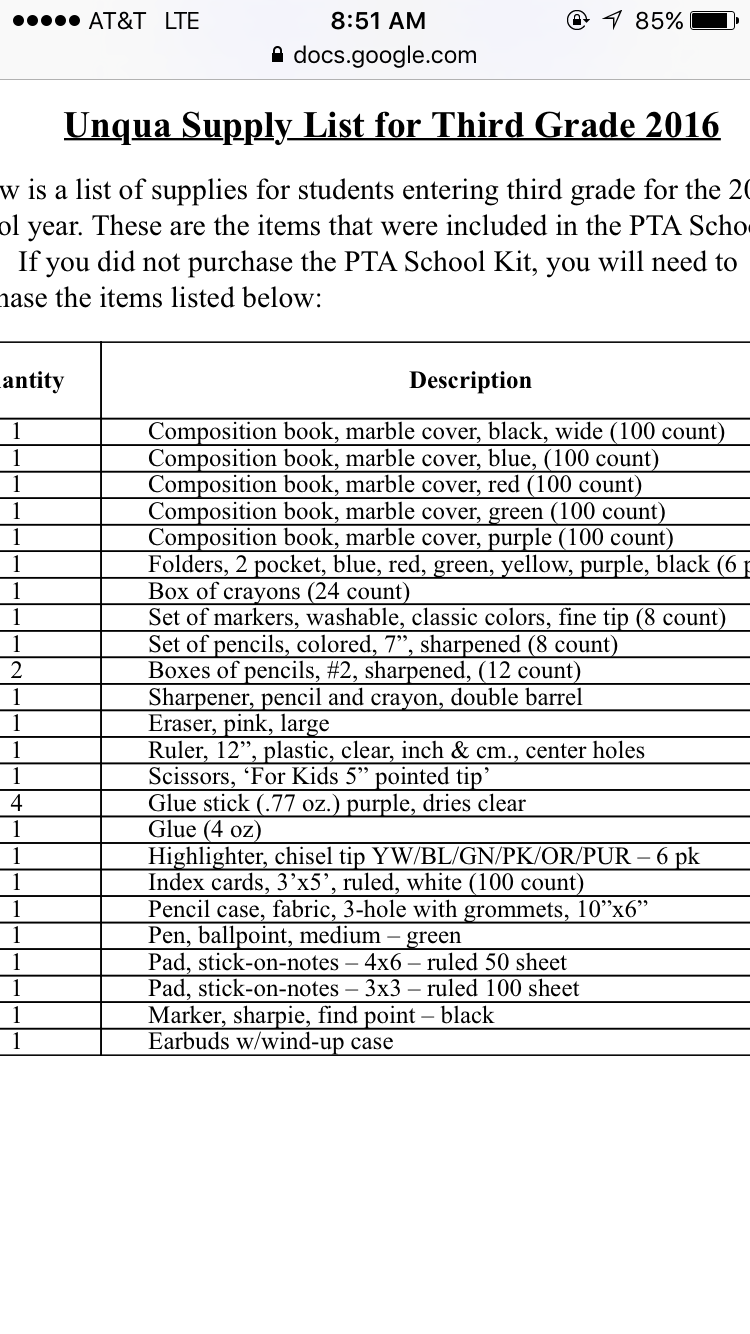 AT&T LTE 8:51 AM 85%
docs.google.com
Unqua Supply List for Third Grade 2016
w is a list of supplies for students entering third grade for the 20
ol year. These are the items that were included in the PTA Schoo
If you did not purchase the PTA School Kit, you will need to
hase the items listed below:
antity Description
1 Composition book, marble cover, black, wide (100 count)
1 Composition book, marble cover, blue, (100 count)
1 Composition book, marble cover, red (100 count)
1 Composition book, marble cover, green (100 count)
1 Composition book, marble cover, purple (100 count)
1 Folders, 2 pocket, blue, red, green, yellow, purple, black (6 p
1 Box of crayons (24 count)
1 Set of markers, washable, classic colors, fine tip (8 count)
1 Set of pencils, colored, 7”, sharpened (8 count)
2 Boxes of pencils, #2, sharpened, (12 count)
1 Sharpener, pencil and crayon, double barrel
1 Eraser, pink, large
1 Ruler, 12”, plastic, clear, inch & cm., center holes
1 Scissors, ‘For Kids 5” pointed tip’
4 Glue stick (.77 oz.) purple, dries clear
1 Glue (4 oz)
1 Highlighter, chisel tip YW/BL/GN/PK/OR/PUR – 6 pk
1 Index cards, 3’x5’, ruled, white (100 count)
1 Pencil case, fabric, 3-hole with grommets, 10”x6”
1 Pen, ballpoint, medium – green
1 Pad, stick-on-notes – 4x6 – ruled 50 sheet
1 Pad, stick-on-notes – 3x3 – ruled 100 sheet
1 Marker, sharpie, find point – black
1 Earbuds w/wind-up case